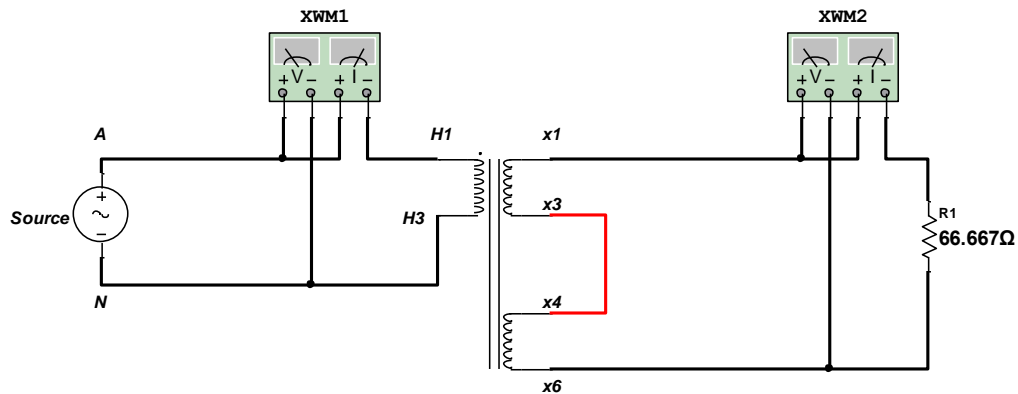 XWM1
XWM2
V I
+ − + −
V I
+ − + −
A
H1
x1
+
Source
−
H3
x3
R1
66.667Ω
N
x4
x6